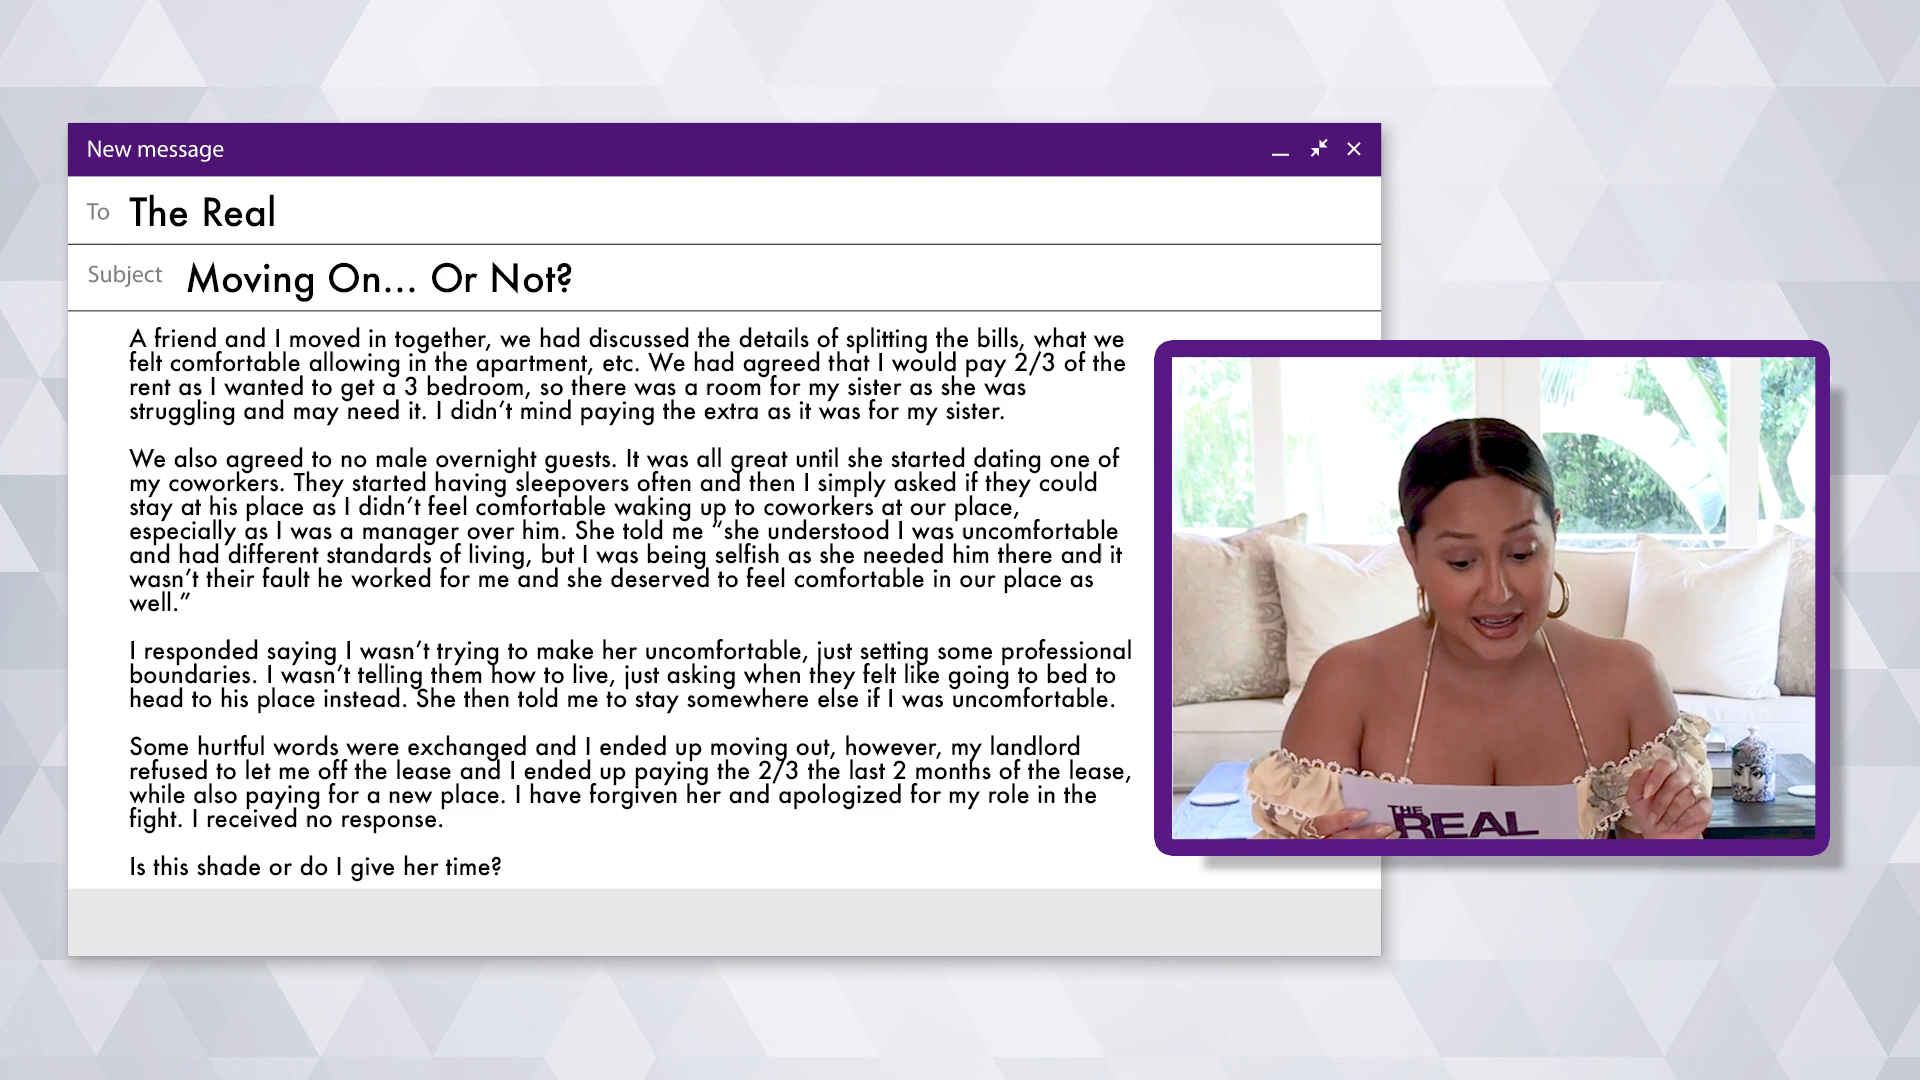 New message
To The Real
Subject Moving On... Or Not?
A friend and I moved in together, we had discussed the details of splitting the bills, what we
felt comfortable allowing in the apartment, etc. We had agreed that I would pay 2/3 of the
rent as I wanted to get a 3 bedroom, so there was a room for my sister as she was
struggling and may need it. I didn't mind paying the extra as it was for my sister.
We also agreed to no male overnight guests. It was all great until she started dating one of
my coworkers. They started having sleepovers often and then I simply asked if they could
stay at his place as I didn't feel comfortable waking up to coworkers at our place,
especially as I was a manager over him. She told me "she understood I was uncomfortable
and had different standards of living, but I was being selfish as she needed him there and it
wasn't their fault he worked for me and she deserved to feel comfortable in our place as
well."
I responded saying I wasn't trying to make her uncomfortable, just setting some professional
boundaries. I wasn't telling them how to live, just asking when they felt like going to bed to
head to his place instead. She then told me to stay somewhere else if I was uncomfortable.
Some hurtful words were exchanged and I ended up moving out, however, my landlord
refused to let me off the lease and I ended up paying the 2/3 the last 2 months of the lease,
while also paying for a new place. I have forgiven her and apologized for my role in the
fight. I received no response.
Is this shade or do I give her time?
THE
REAL